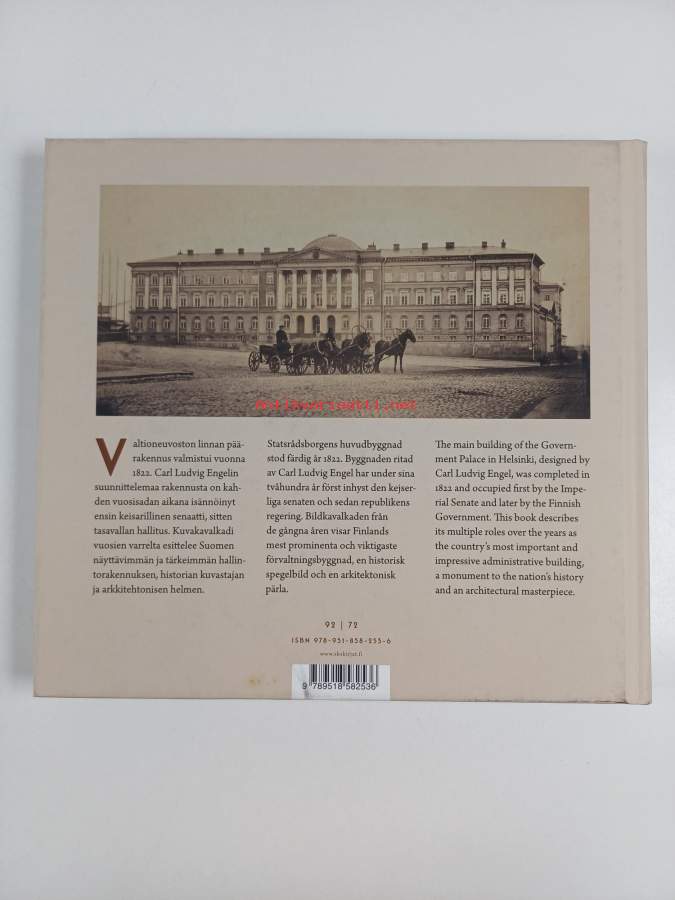 Antikvariaatti.net
Valtioneuvoston linnan pää-
rakennus valmistui vuonna
1822. Carl Ludvig Engelin
suunnittelemaa rakennusta on kah-
den vuosisadan aikana isännöinyt
ensin keisarillinen senaatti, sitten
tasavallan hallitus. Kuvakavalkadi
vuosien varrelta esittelee Suomen
näyttävimmän ja tärkeimmän hallin-
torakennuksen, historian kuvastajan
ja arkkitehtonisen helmen.
Statsrådsborgens huvudbyggnad
stod färdig år 1822. Byggnaden ritad
av Carl Ludvig Engel har under sina
tvåhundra år först inhyst den kejser-
liga senaten och sedan republikens
regering. Bildkavalkaden från
de gångna åren visar Finlands
mest prominenta och viktigaste
förvaltningsbyggnad, en historisk
spegelbild och en arkitektonisk
pärla.
The main building of the Govern-
ment Palace in Helsinki, designed by
Carl Ludvig Engel, was completed in
1822 and occupied first by the Impe-
rial Senate and later by the Finnish
Government. This book describes
its multiple roles over the years as
the country's most important and
impressive administrative building,
a monument to the nation's history
and an architectural masterpiece.
92 | 72
ISBN 978-951-858-253-6
www.skskirjat.fi
9 789518 582536